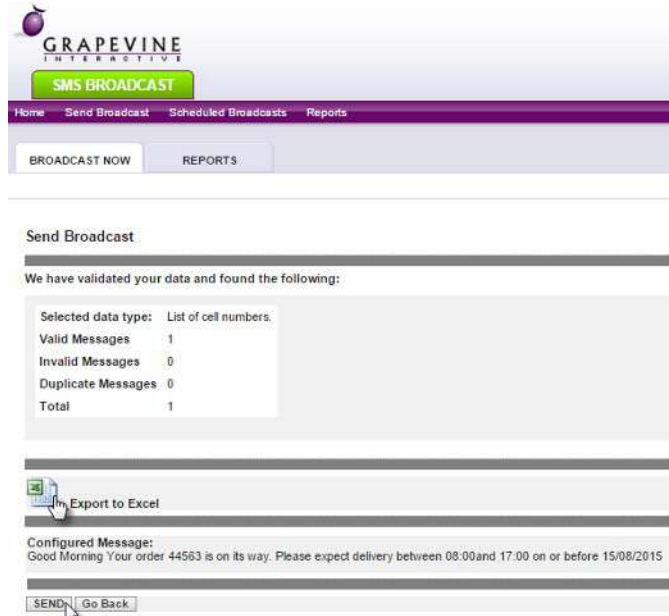 GRAPEVINE
INTERACTIVE
SMS BROADCAST
Home Send Broadcast Scheduled Broadcasts Reports
BROADCAST NOW REPORTS
Send Broadcast
We have validated your data and found the following:
Selected data type: List of cell numbers.
Valid Messages 1
Invalid Messages 0
Duplicate Messages 0
Total 1
Export to Excel
Configured Message:
Good Morning Your order 44563 is on its way. Please expect delivery between 08:00and 17:00 on or before 15/08/2015
SEND Go Back